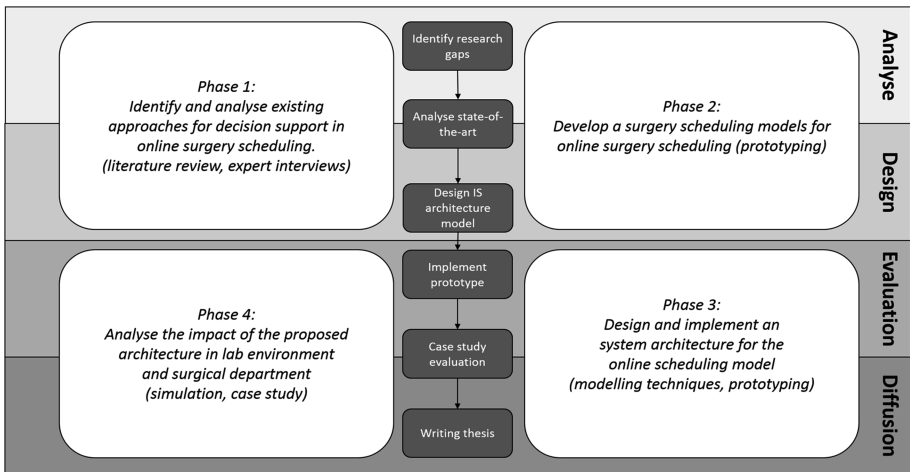 Phase 1:
Identify and analyse existing
approaches for decision support in
online surgery scheduling.
(literature review, expert interviews)
Identify research
gaps
Analyse state-of-
the-art
Design IS
architecture
model
Implement
prototype
Case study
evaluation
Writing thesis
Phase 2:
Develop a surgery scheduling models for
online surgery scheduling (prototyping)
Phase 4:
Analyse the impact of the proposed
architecture in lab environment
and surgical department
(simulation, case study)
Phase 3:
Design and implement an
system architecture for the
online scheduling model
(modelling techniques, prototyping)
Analyse
Design
Evaluation
Diffusion